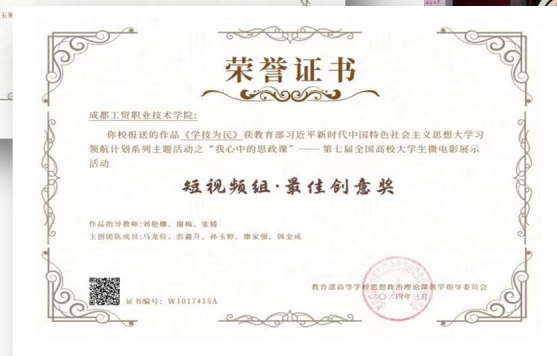 荣誉证书
成都工贸职业技术学院:
你校报送的作品《学技为民》获教育部习近平新时代中国特色社会主义思想大学习
领航计划系列主题活动之“我心中的思政课”——第七届全国高校大学生微电影展示
活动
短视频组·最佳创意奖
作品指导教师:刘艳娜、谢梅、张媛
主创团队成员:马龙位、彭鑫升、孙玉婷、廖家强、韩金成
证书编号: W1017415A
教育部高等学校思想政治理论课教学指导委员会
二〇二四年三月